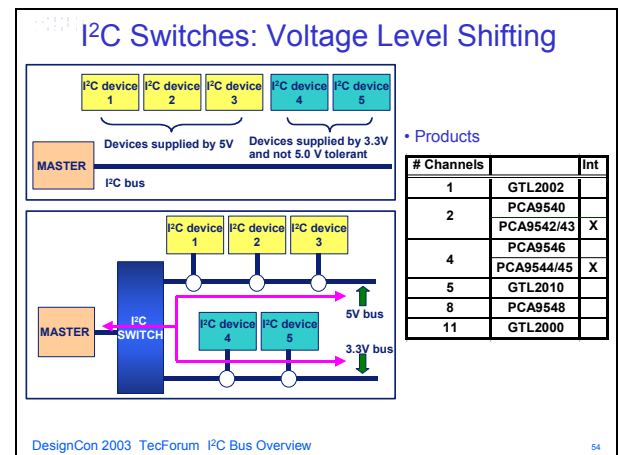 I²C Switches: Voltage Level Shifting
I²C device 1
I²C device 2
I²C device 3
I²C device 4
I²C device 5
Devices supplied by 5V
Devices supplied by 3.3V
and not 5.0 V tolerant
MASTER
I²C bus
I²C device 1
I²C device 2
I²C device 3
5V bus
MASTER
I²C
SWITCH
I²C device 4
I²C device 5
3.3V bus
• Products
# Channels Int
1 GTL2002
2 PCA9540
PCA9542/43 X
4 PCA9546
PCA9544/45 X
5 GTL2010
8 PCA9548
11 GTL2000
DesignCon 2003 TecForum I²C Bus Overview
54